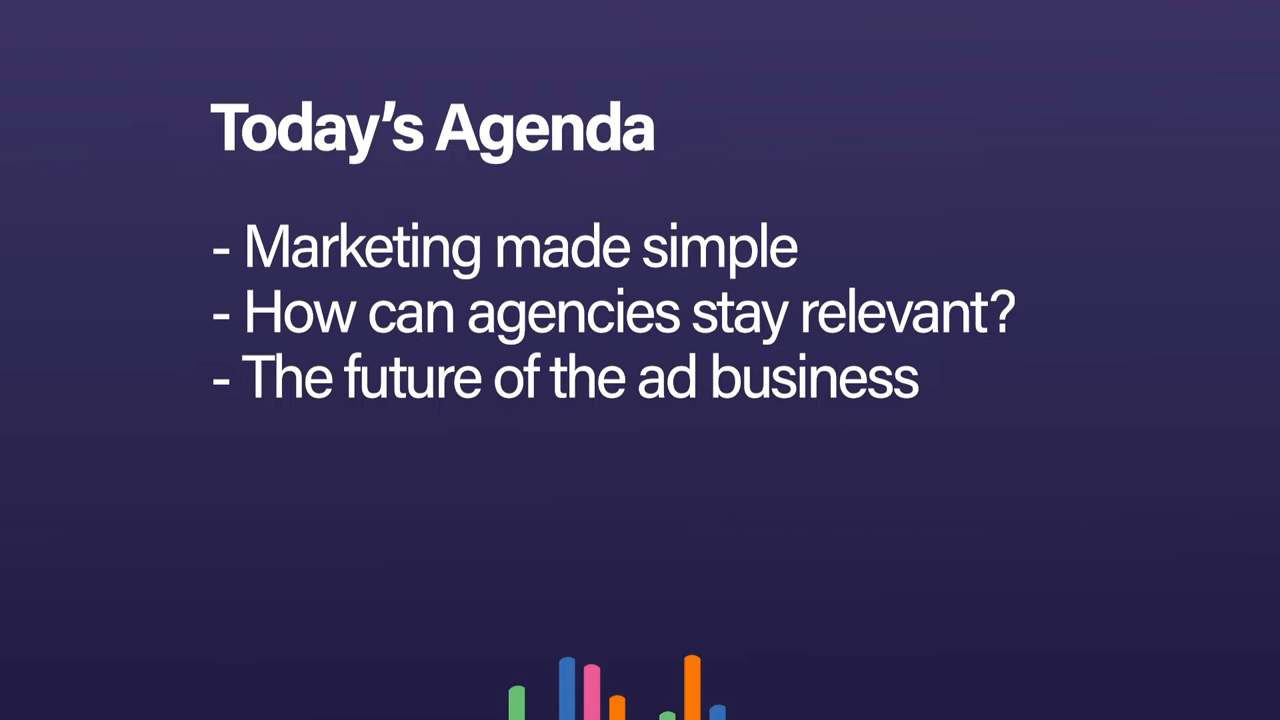 Today’s Agenda
- Marketing made simple
- How can agencies stay relevant?
- The future of the ad business